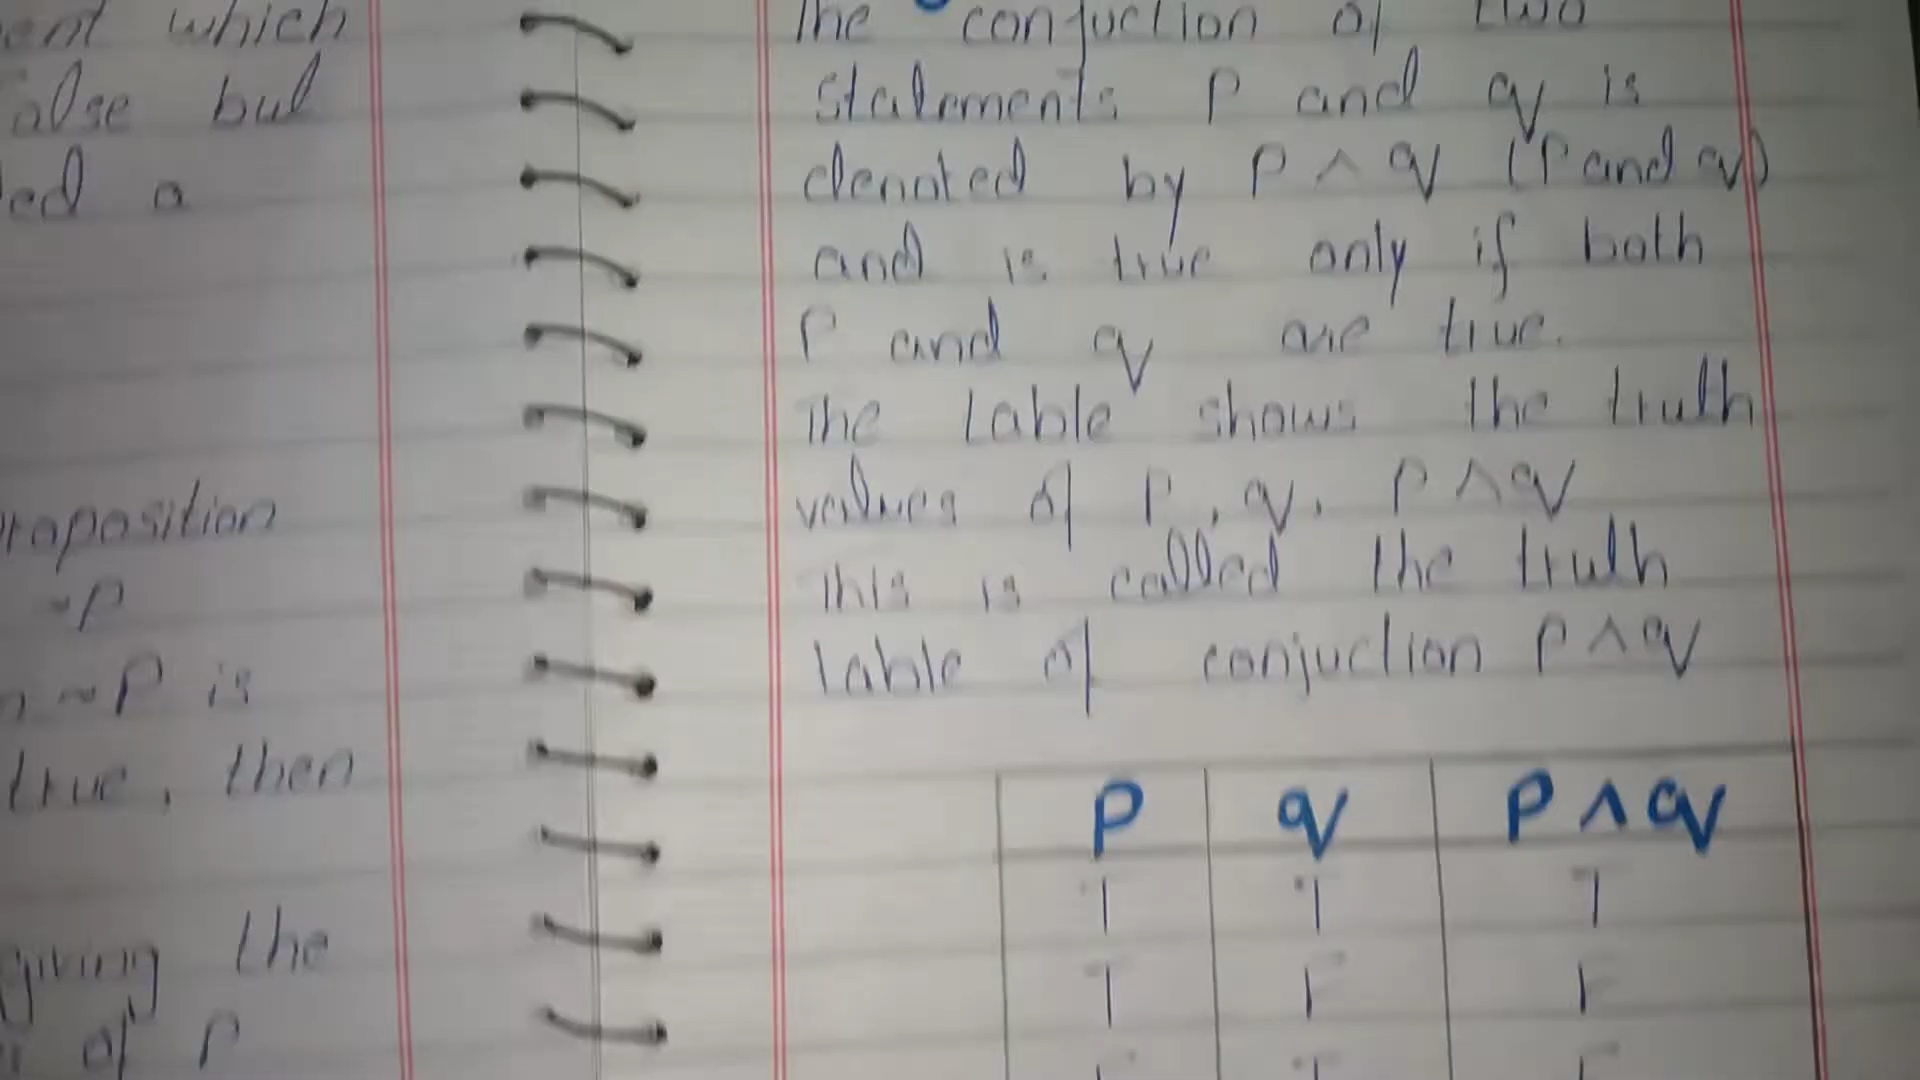 ent which
alse but
ed a
roposition
~P
~P is
true, then
giving the
of P
The conjuction of two
statements P and q is
denoted by P ∧ q (P and q)
and is true only if both
P and q are true.
The table shows the truth
values of P, q, P ∧ q
This is called the truth
table of conjuction P ∧ q
P q P ∧ q
T T T
T F F
F T F